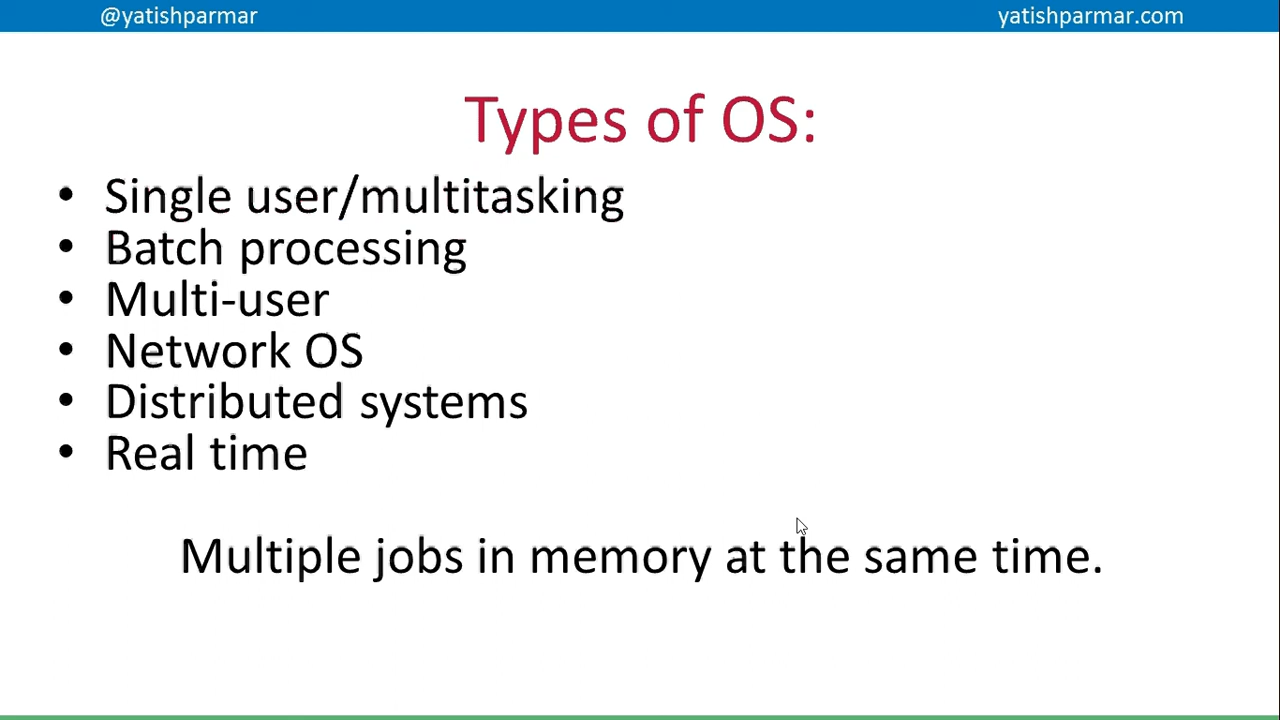 @yatishparmar
yatishparmar.com
Types of OS:
• Single user/multitasking
• Batch processing
• Multi-user
• Network OS
• Distributed systems
• Real time
Multiple jobs in memory at the same time.